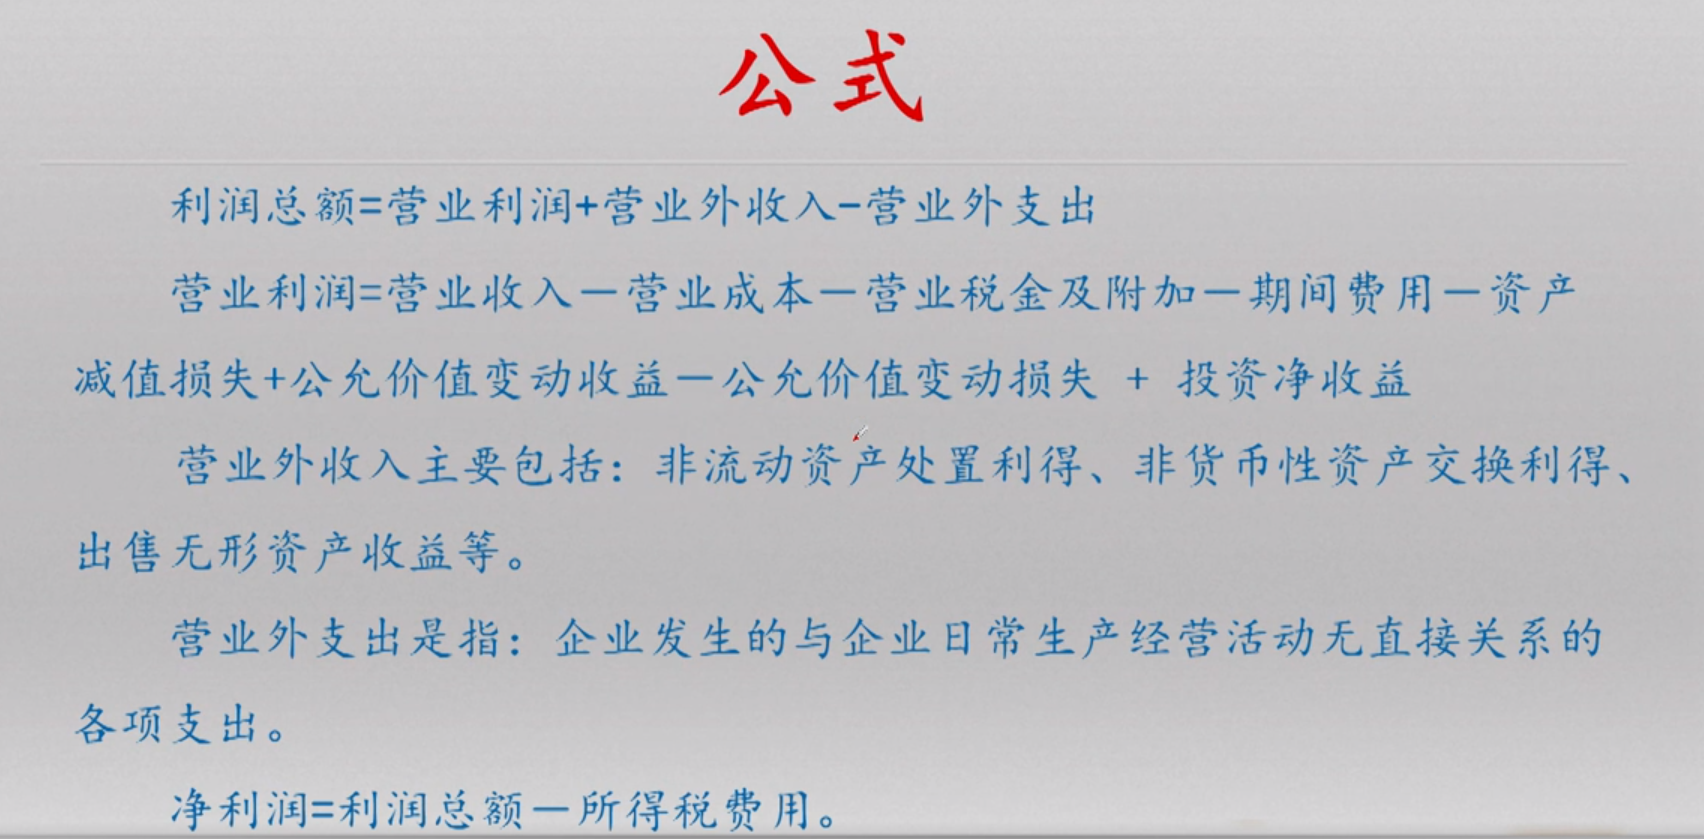 公式
利润总额=营业利润+营业外收入-营业外支出
营业利润=营业收入－营业成本－营业税金及附加－期间费用－资产
减值损失+公允价值变动收益－公允价值变动损失 + 投资净收益
营业外收入主要包括：非流动资产处置利得、非货币性资产交换利得、
出售无形资产收益等。
营业外支出是指：企业发生的与企业日常生产经营活动无直接关系的
各项支出。
净利润=利润总额－所得税费用。